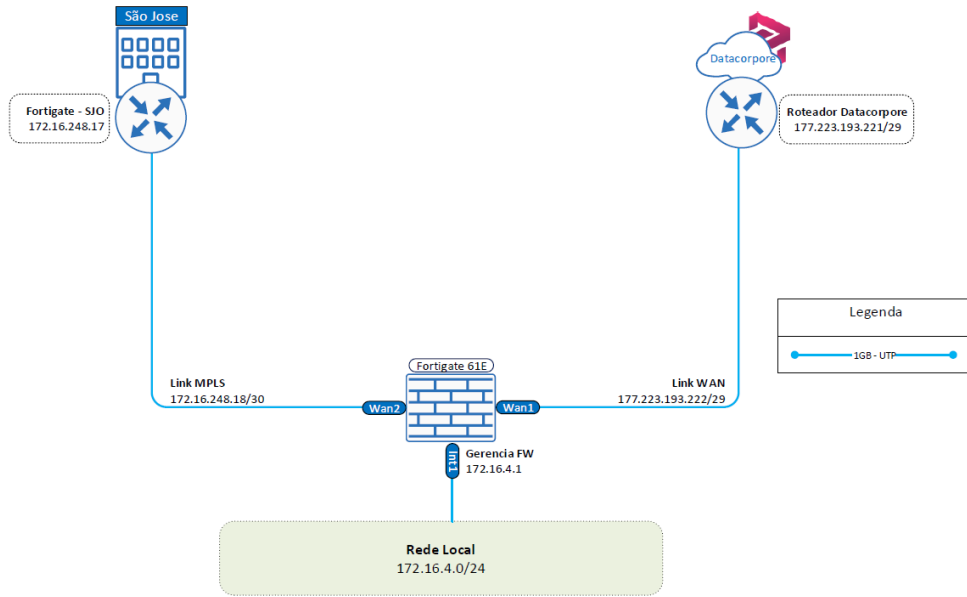 São Jose
Datacorpore
Fortigate - SJO
172.16.248.17
Roteador Datacorpore
177.223.193.221/29
Legenda
1GB - UTP
Fortigate 61E
Link MPLS
172.16.248.18/30
Link WAN
177.223.193.222/29
Wan2
Wan1
Int1
Gerencia FW
172.16.4.1
Rede Local
172.16.4.0/24